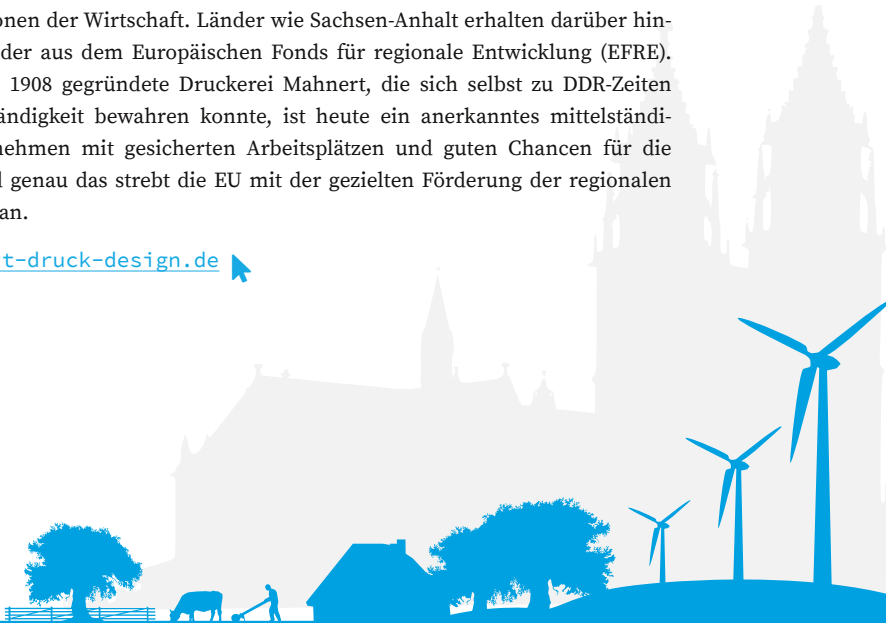 onen der Wirtschaft. Länder wie Sachsen-Anhalt erhalten darüber hin-
der aus dem Europäischen Fonds für regionale Entwicklung (EFRE).
1908 gegründete Druckerei Mahnert, die sich selbst zu DDR-Zeiten
tändigkeit bewahren konnte, ist heute ein anerkanntes mittelständi-
nehmen mit gesicherten Arbeitsplätzen und guten Chancen für die
l genau das strebt die EU mit der gezielten Förderung der regionalen
an.
t-druck-design.de